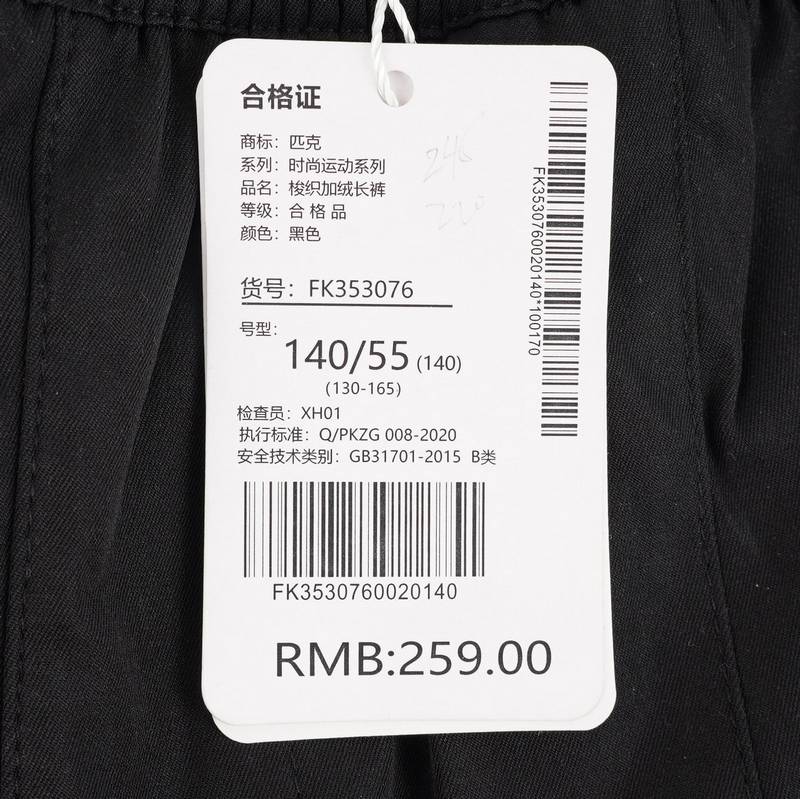 合格证
商标：匹克
系列：时尚运动系列
品名：梭织加绒长裤
等级：合格品
颜色：黑色
货号：FK353076
号型：
140/55 (140)
(130-165)
检查员：XH01
执行标准：Q/PKZG 008-2020
安全技术类别：GB31701-2015 B类
FK3530760020140
RMB:259.00
FK3530760020140*100170